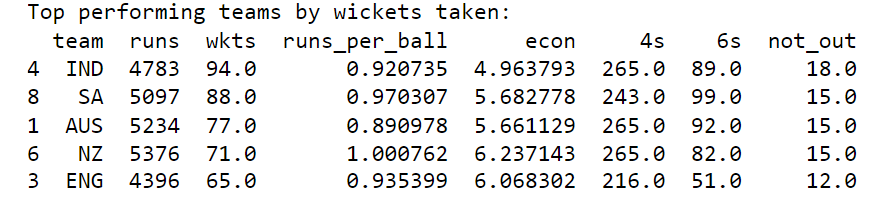 Top performing teams by wickets taken:
team runs wkts runs_per_ball econ 4s 6s not_out
4 IND 4783 94.0 0.920735 4.963793 265.0 89.0 18.0
8 SA 5097 88.0 0.970307 5.682778 243.0 99.0 15.0
1 AUS 5234 77.0 0.890978 5.661129 265.0 92.0 15.0
6 NZ 5376 71.0 1.000762 6.237143 265.0 82.0 15.0
3 ENG 4396 65.0 0.935399 6.068302 216.0 51.0 12.0